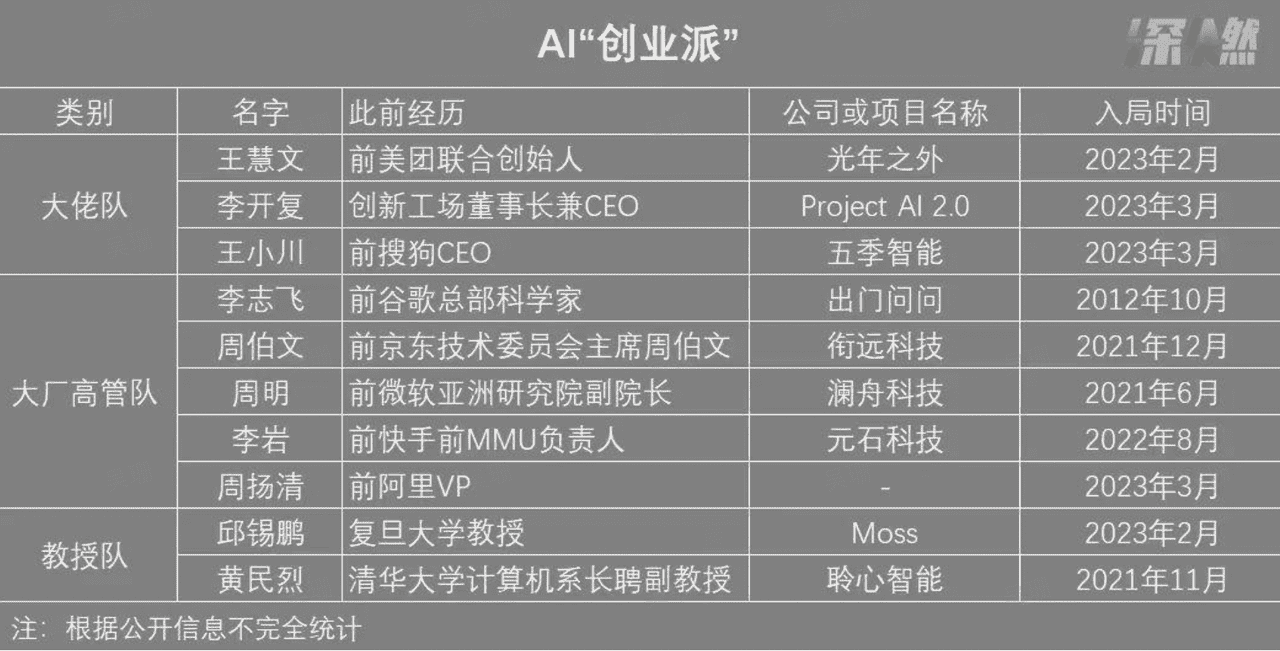 AI“创业派”
深 然
类别 名字 此前经历 公司或项目名称 入局时间
大佬队
王慧文 前美团联合创始人 光年之外 2023年2月
李开复 创新工场董事长兼CEO Project AI 2.0 2023年3月
王小川 前搜狗CEO 五季智能 2023年3月
大厂高管队
李志飞 前谷歌总部科学家 出门问问 2012年10月
周伯文 前京东技术委员会主席周伯文 衔远科技 2021年12月
周明 前微软亚洲研究院副院长 澜舟科技 2021年6月
李岩 前快手前MMU负责人 元石科技 2022年8月
周扬清 前阿里VP - 2023年3月
教授队
邱锡鹏 复旦大学教授 Moss 2023年2月
黄民烈 清华大学计算机系长聘副教授 聆心智能 2021年11月
注：根据公开信息不完全统计